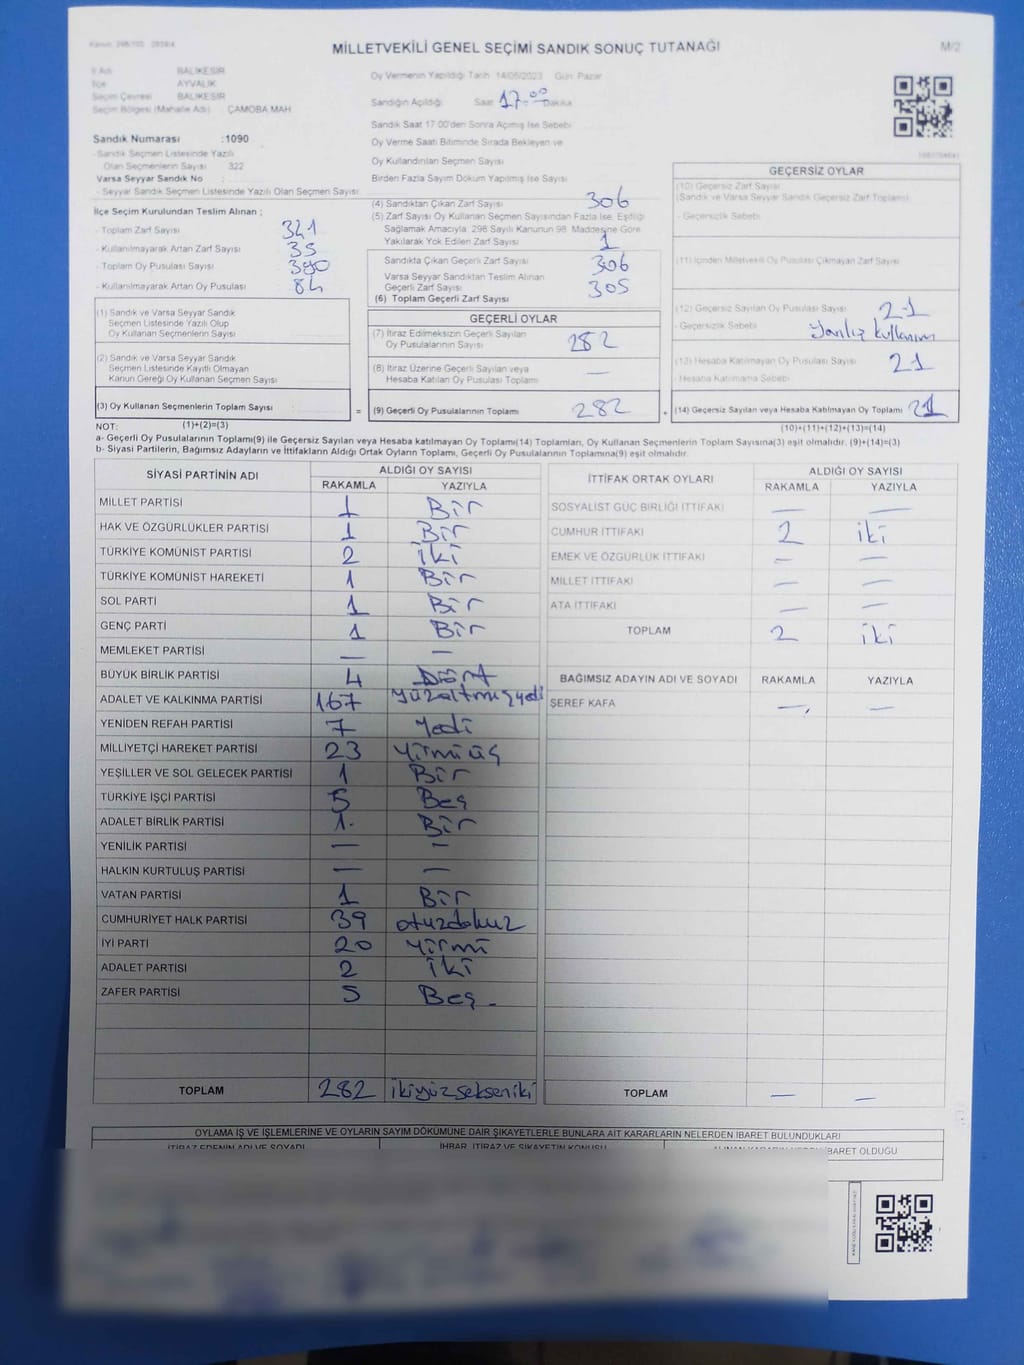 MİLLETVEKİLİ GENEL SEÇİMİ SANDIK SONUÇ TUTANAĞI
M/2
İl Adı BALIKESİR
İlçe AYVALIK
Seçim Çevresi BALIKESİR
Seçim Bölgesi (Mahalle Adı) ÇAMOBA MAH
Sandık Numarası :1090
Sandık Seçmen Listesinde Yazılı
Olan Seçmenlerin Sayısı 322
Varsa Seyyar Sandık No
- Seyyar Sandık Seçmen Listesinde Yazılı Olan Seçmen Sayısı
Oy Vermenin Yapıldığı Tarih 14/05/2023 Gün Pazar
Sandığın Açıldığı Saat 17.00 Dakika
Sandık Saat 17.00'den Sonra Açılmış İse Sebebi
Oy Verme Saati Bitiminde Sırada Bekleyen ve
Oy Kullandırılan Seçmen Sayısı
Birden Fazla Sayım Döküm Yapılmış İse Sayısı
İlçe Seçim Kurulundan Teslim Alınan ;
- Toplam Zarf Sayısı 341
- Kullanılmayarak Artan Zarf Sayısı 35
- Toplam Oy Pusulası Sayısı 390
- Kullanılmayarak Artan Oy Pusulası 84
(4) Sandıktan Çıkan Zarf Sayısı 306
(5) Zarf Sayısı Oy Kullanan Seçmen Sayısından Fazla İse, Eşitliği
Sağlamak Amacıyla 298 Sayılı Kanunun 98. Maddesine Göre
Yakılarak Yok Edilen Zarf Sayısı 1
Sandıkta Çıkan Geçerli Zarf Sayısı 306
Varsa Seyyar Sandıktan Teslim Alınan
Geçerli Zarf Sayısı 305
(6) Toplam Geçerli Zarf Sayısı
GEÇERSİZ OYLAR
(10) Geçersiz Zarf Sayısı
(Sandık ve Varsa Seyyar Sandık Geçersiz Zarf Toplamı)
- Geçersizlik Sebebi
(11) İçinden Milletvekili Oy Pusulası Çıkmayan Zarf Sayısı
(12) Geçersiz Sayılan Oy Pusulası Sayısı 21
- Geçersizlik Sebebi Yanlış kullanım
(13) Hesaba Katılmayan Oy Pusulası Sayısı 21
- Hesaba Katılmama Sebebi
(14) Geçersiz Sayılan veya Hesaba Katılmayan Oy Toplamı 21
(10)+(11)+(12)+(13)=(14)
(1) Sandık ve Varsa Seyyar Sandık
Seçmen Listesinde Yazılı Olup
Oy Kullanan Seçmenlerin Sayısı
(2) Sandık ve Varsa Seyyar Sandık
Seçmen Listesinde Kayıtlı Olmayan
Kanun Gereği Oy Kullanan Seçmen Sayısı
(3) Oy Kullanan Seçmenlerin Toplam Sayısı =
(1)+(2)=(3)
GEÇERLİ OYLAR
(7) İtiraz Edilmeksizin Geçerli Sayılan
Oy Pusulalarının Sayısı 282
(8) İtiraz Üzerine Geçerli Sayılan veya
Hesaba Katılan Oy Pusulası Toplamı —
(9) Geçerli Oy Pusulalarının Toplamı 282 +
NOT:
a- Geçerli Oy Pusulalarının Toplamı(9) ile Geçersiz Sayılan veya Hesaba katılmayan Oy Toplamı(14) Toplamları, Oy Kullanan Seçmenlerin Toplam Sayısına(3) eşit olmalıdır. (9)+(14)=(3)
b- Siyasi Partilerin, Bağımsız Adayların ve İttifakların Aldığı Ortak Oyların Toplamı, Geçerli Oy Pusulalarının Toplamına(9) eşit olmalıdır.
SİYASİ PARTİNİN ADI ALDIĞI OY SAYISI
RAKAMLA YAZIYLA
MİLLET PARTİSİ 1 Bir
HAK VE ÖZGÜRLÜKLER PARTİSİ 1 Bir
TÜRKİYE KOMÜNİST PARTİSİ 2 iki
TÜRKİYE KOMÜNİST HAREKETİ 1 Bir
SOL PARTİ 1 Bir
GENÇ PARTİ 1 Bir
MEMLEKET PARTİSİ — —
BÜYÜK BİRLİK PARTİSİ 4 Dört
ADALET VE KALKINMA PARTİSİ 167 yüzaltmışyedi
YENİDEN REFAH PARTİSİ 7 Yedi
MİLLİYETÇİ HAREKET PARTİSİ 23 Yirmi üç
YEŞİLLER VE SOL GELECEK PARTİSİ 1 Bir
TÜRKİYE İŞÇİ PARTİSİ 5 Beş
ADALET BİRLİK PARTİSİ 1 Bir
YENİLİK PARTİSİ — —
HALKIN KURTULUŞ PARTİSİ — —
VATAN PARTİSİ 1 Bir
CUMHURİYET HALK PARTİSİ 39 otuzdokuz
İYİ PARTİ 20 Yirmi
ADALET PARTİSİ 2 iki
ZAFER PARTİSİ 5 Beş
TOPLAM 282 ikiyüzsekseniki
İTTİFAK ORTAK OYLARI ALDIĞI OY SAYISI
RAKAMLA YAZIYLA
SOSYALİST GÜÇ BİRLİĞİ İTTİFAKI — —
CUMHUR İTTİFAKI 2 iki
EMEK VE ÖZGÜRLÜK İTTİFAKI — —
MİLLET İTTİFAKI — —
ATA İTTİFAKI — —
TOPLAM 2 iki
BAĞIMSIZ ADAYIN ADI VE SOYADI RAKAMLA YAZIYLA
ŞEREF KAFA — —
TOPLAM — —
OYLAMA İŞ VE İŞLEMLERİNE VE OYLARIN SAYIM DÖKÜMÜNE DAİR ŞİKAYETLERLE BUNLARA AİT KARARLARIN NELERDEN İBARET BULUNDUKLARI
İTİRAZ EDENİN ADI VE SOYADI İHBAR, İTİRAZ VE ŞİKAYETİN KONUSU ALINAN KARARIN NEDEN İBARET OLDUĞU